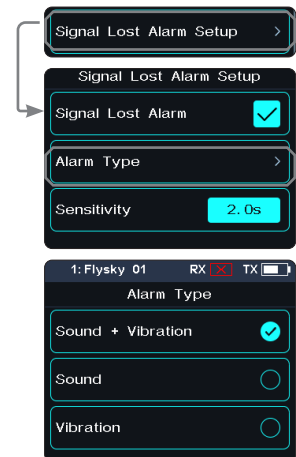 Signal Lost Alarm Setup
Signal Lost Alarm Setup
Signal Lost Alarm
Alarm Type
Sensitivity 2.0s
1: Flysky 01 RX TX
Alarm Type
Sound + Vibration
Sound
Vibration